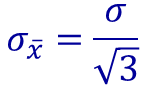 σ_x̄ = σ/√3